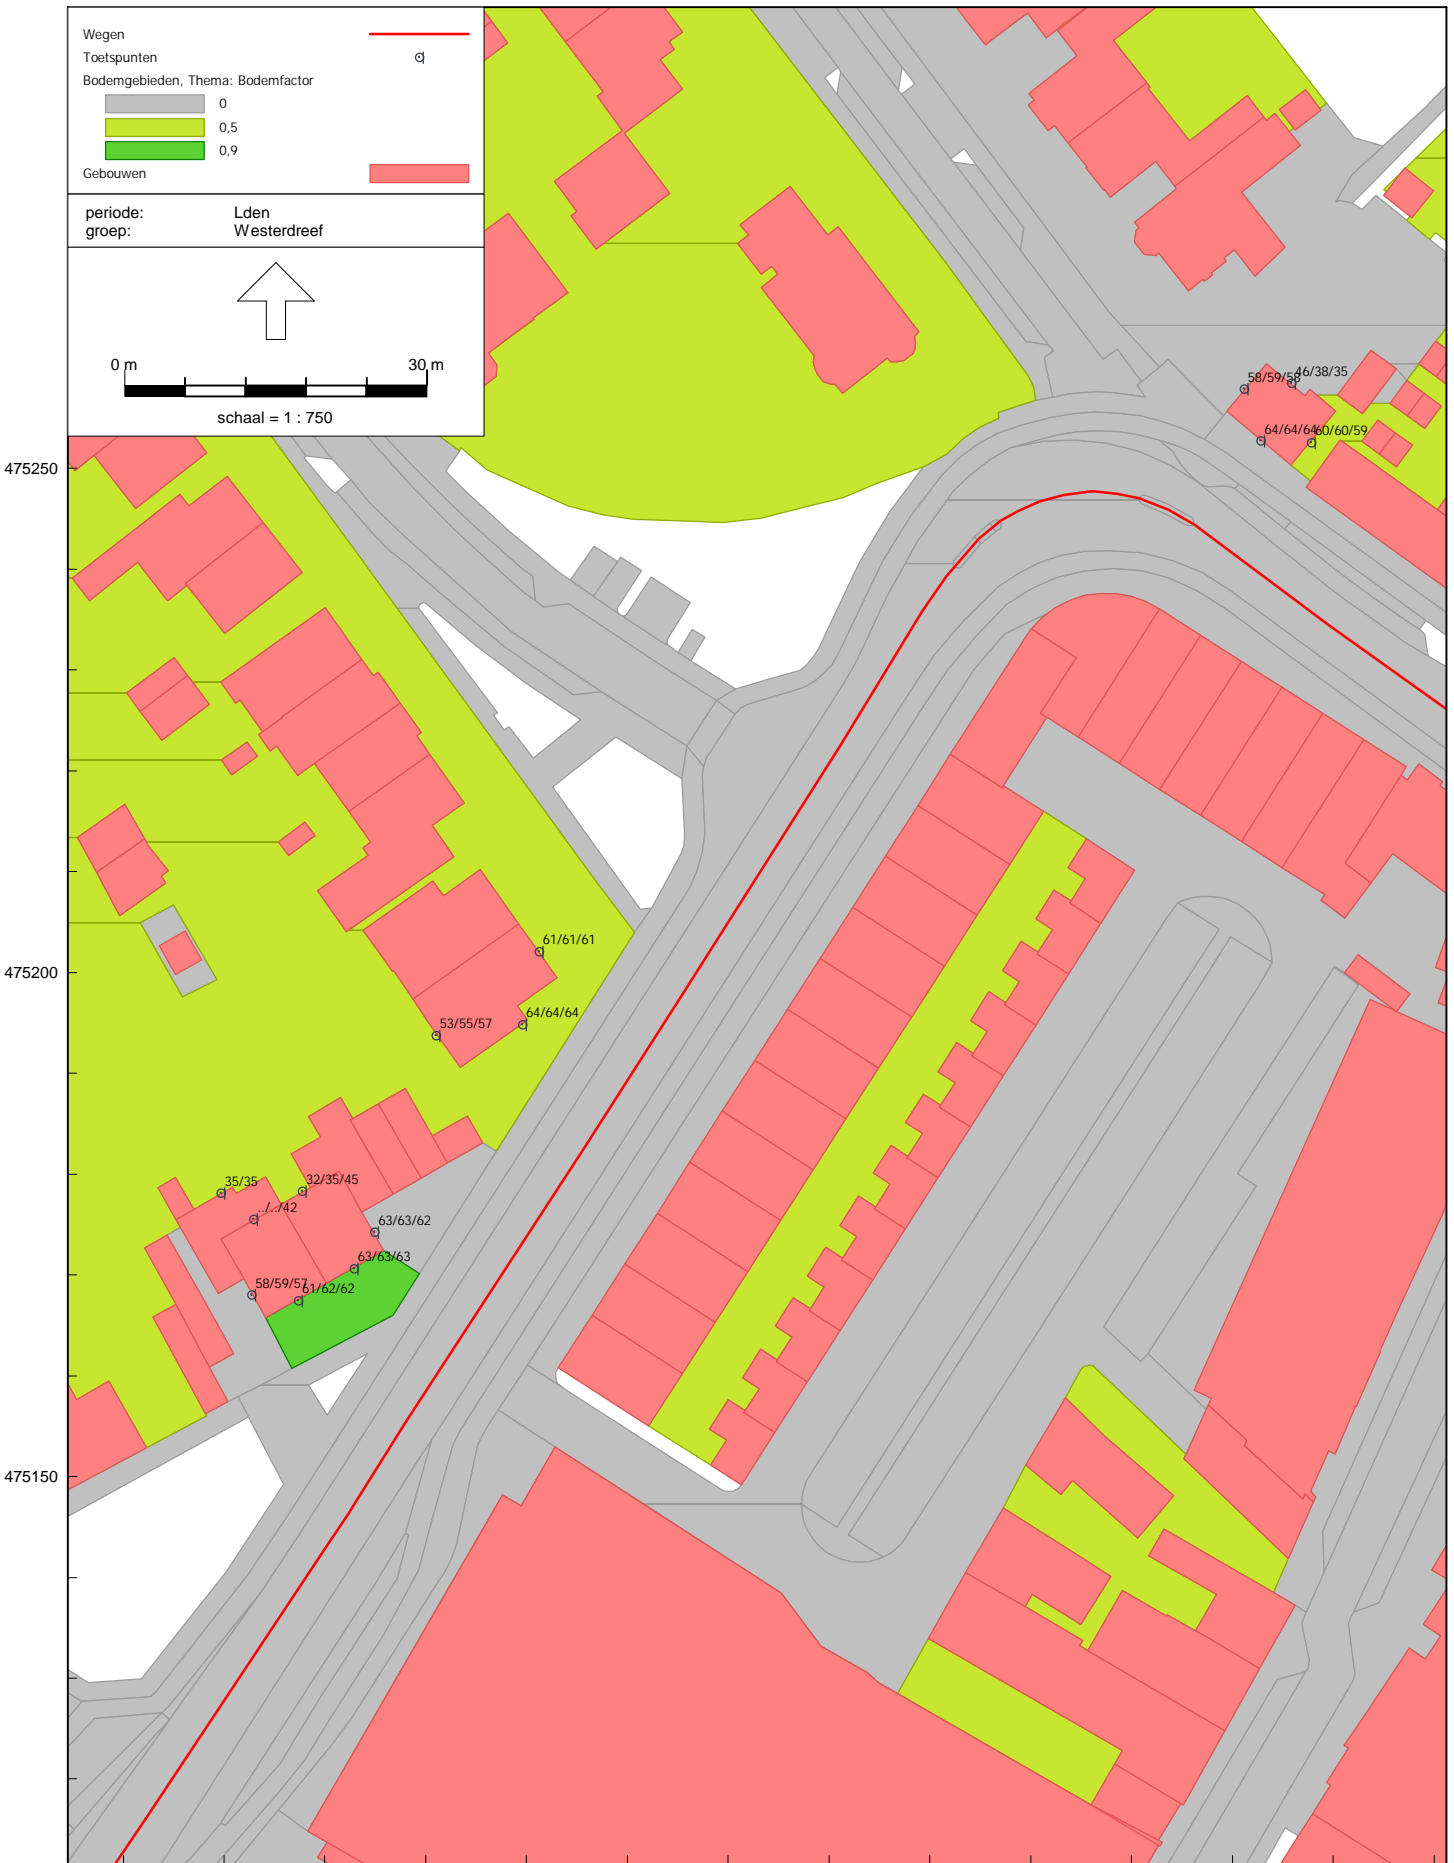 Wegen
Toetspunten
Bodemgebieden, Thema: Bodemfactor
0
0,5
0,9
Gebouwen
periode: Lden
groep: Westerdreef
0 m 30 m
schaal = 1 : 750
58/59/58
46/38/35
64/64/64
60/60/59
475250
61/61/61
475200
64/64/64
53/55/57
35/35
32/35/45
../../42
63/63/62
63/63/63
58/59/57
61/62/62
475150